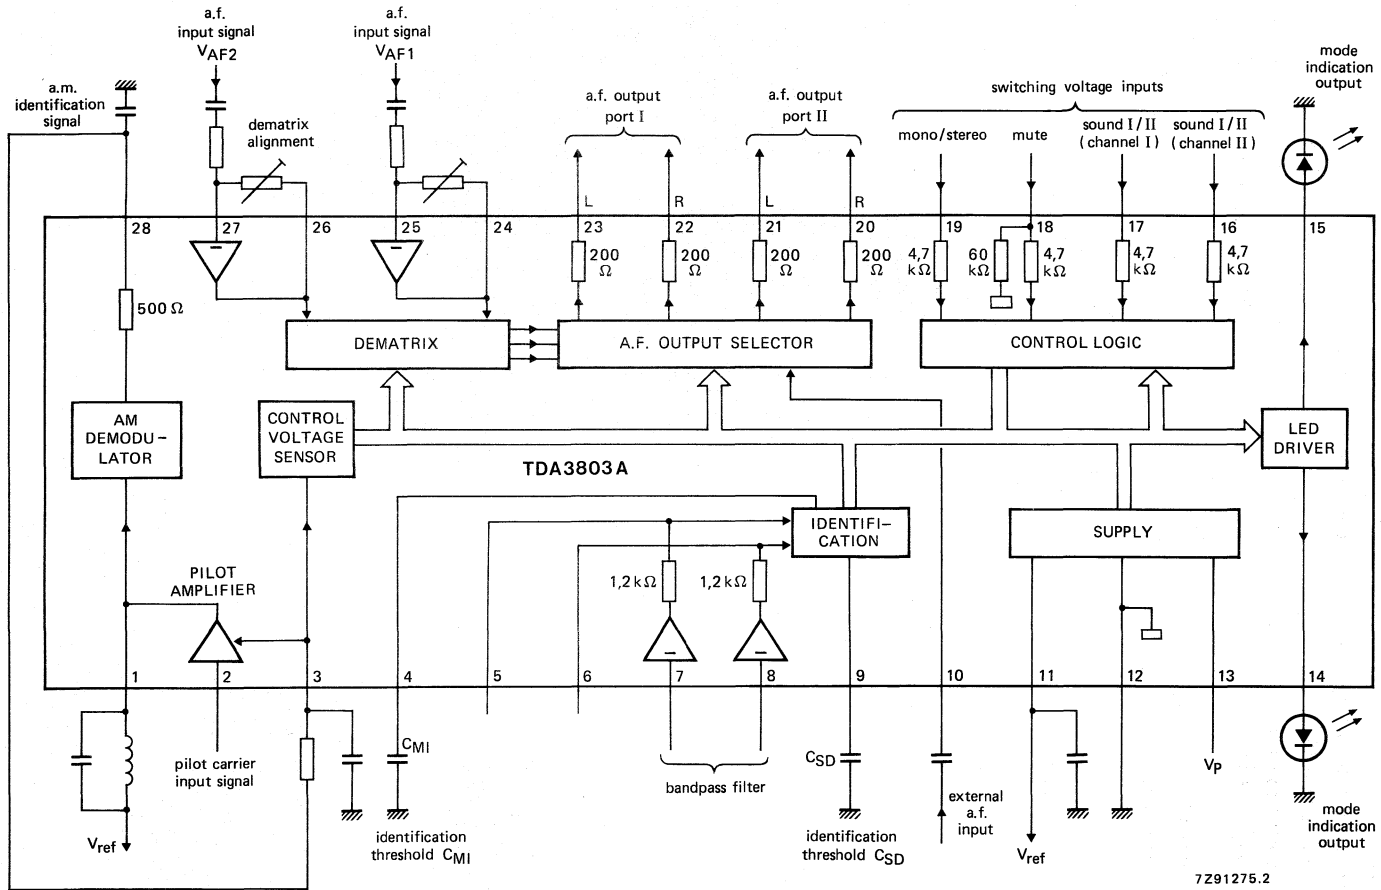 a.f.
input signal
VAF2
a.f.
input signal
VAF1
a.m.
identification
signal
dematrix
alignment
a.f. output
port I
a.f. output
port II
switching voltage inputs
mono/stereo
mute
sound I/II
(channel I)
sound I/II
(channel II)
mode
indication
output
L
R
L
R
28
27
26
25
24
23
22
21
20
19
18
17
16
15
500 Ω
200
Ω
200
Ω
200
Ω
200
Ω
4,7
kΩ
60
kΩ
4,7
kΩ
4,7
kΩ
4,7
kΩ
DEMATRIX
A.F. OUTPUT SELECTOR
CONTROL LOGIC
AM
DEMODU-
LATOR
CONTROL
VOLTAGE
SENSOR
LED
DRIVER
TDA3803A
IDENTIFI-
CATION
SUPPLY
PILOT
AMPLIFIER
1,2 kΩ
1,2 kΩ
1
2
3
4
5
6
7
8
9
10
11
12
13
14
Vref
pilot carrier
input signal
CMI
identification
threshold CMI
bandpass filter
CSD
identification
threshold CSD
external
a.f.
input
Vref
VP
mode
indication
output
7Z91275.2